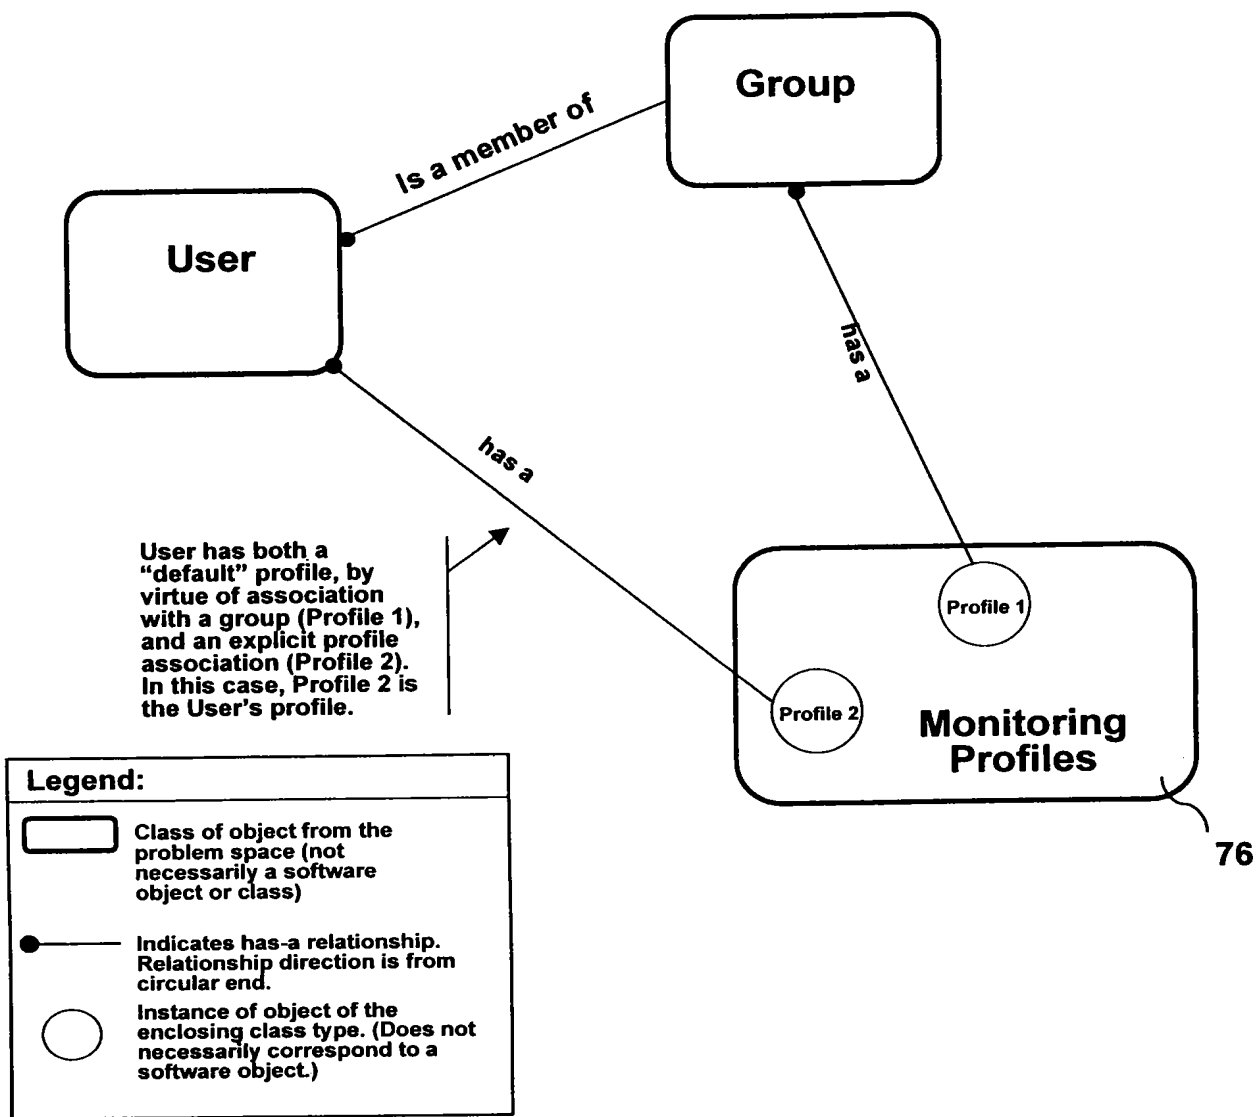 Group
Is a member of
User
has a
has a
User has both a
“default” profile, by
virtue of association
with a group (Profile 1),
and an explicit profile
association (Profile 2).
In this case, Profile 2 is
the User's profile.
Profile 1
Profile 2
Monitoring
Profiles
76
Legend:
Class of object from the
problem space (not
necessarily a software
object or class)
Indicates has-a relationship.
Relationship direction is from
circular end.
Instance of object of the
enclosing class type. (Does not
necessarily correspond to a
software object.)